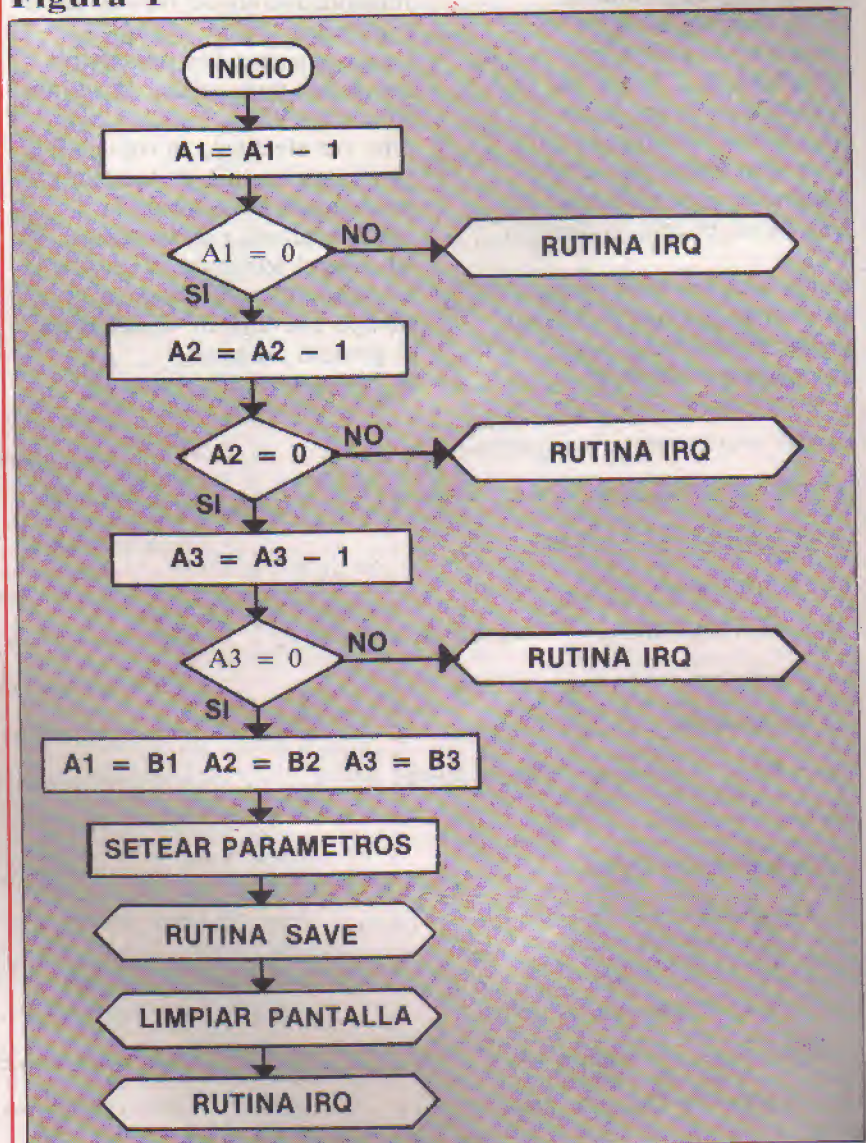 Figura 1
INICIO
A1= A1 - 1
A1 = 0
NO
RUTINA IRQ
SI
A2 = A2 - 1
A2 = 0
NO
RUTINA IRQ
SI
A3 = A3 - 1
A3 = 0
NO
RUTINA IRQ
SI
A1 = B1 A2 = B2 A3 = B3
SETEAR PARAMETROS
RUTINA SAVE
LIMPIAR PANTALLA
RUTINA IRQ